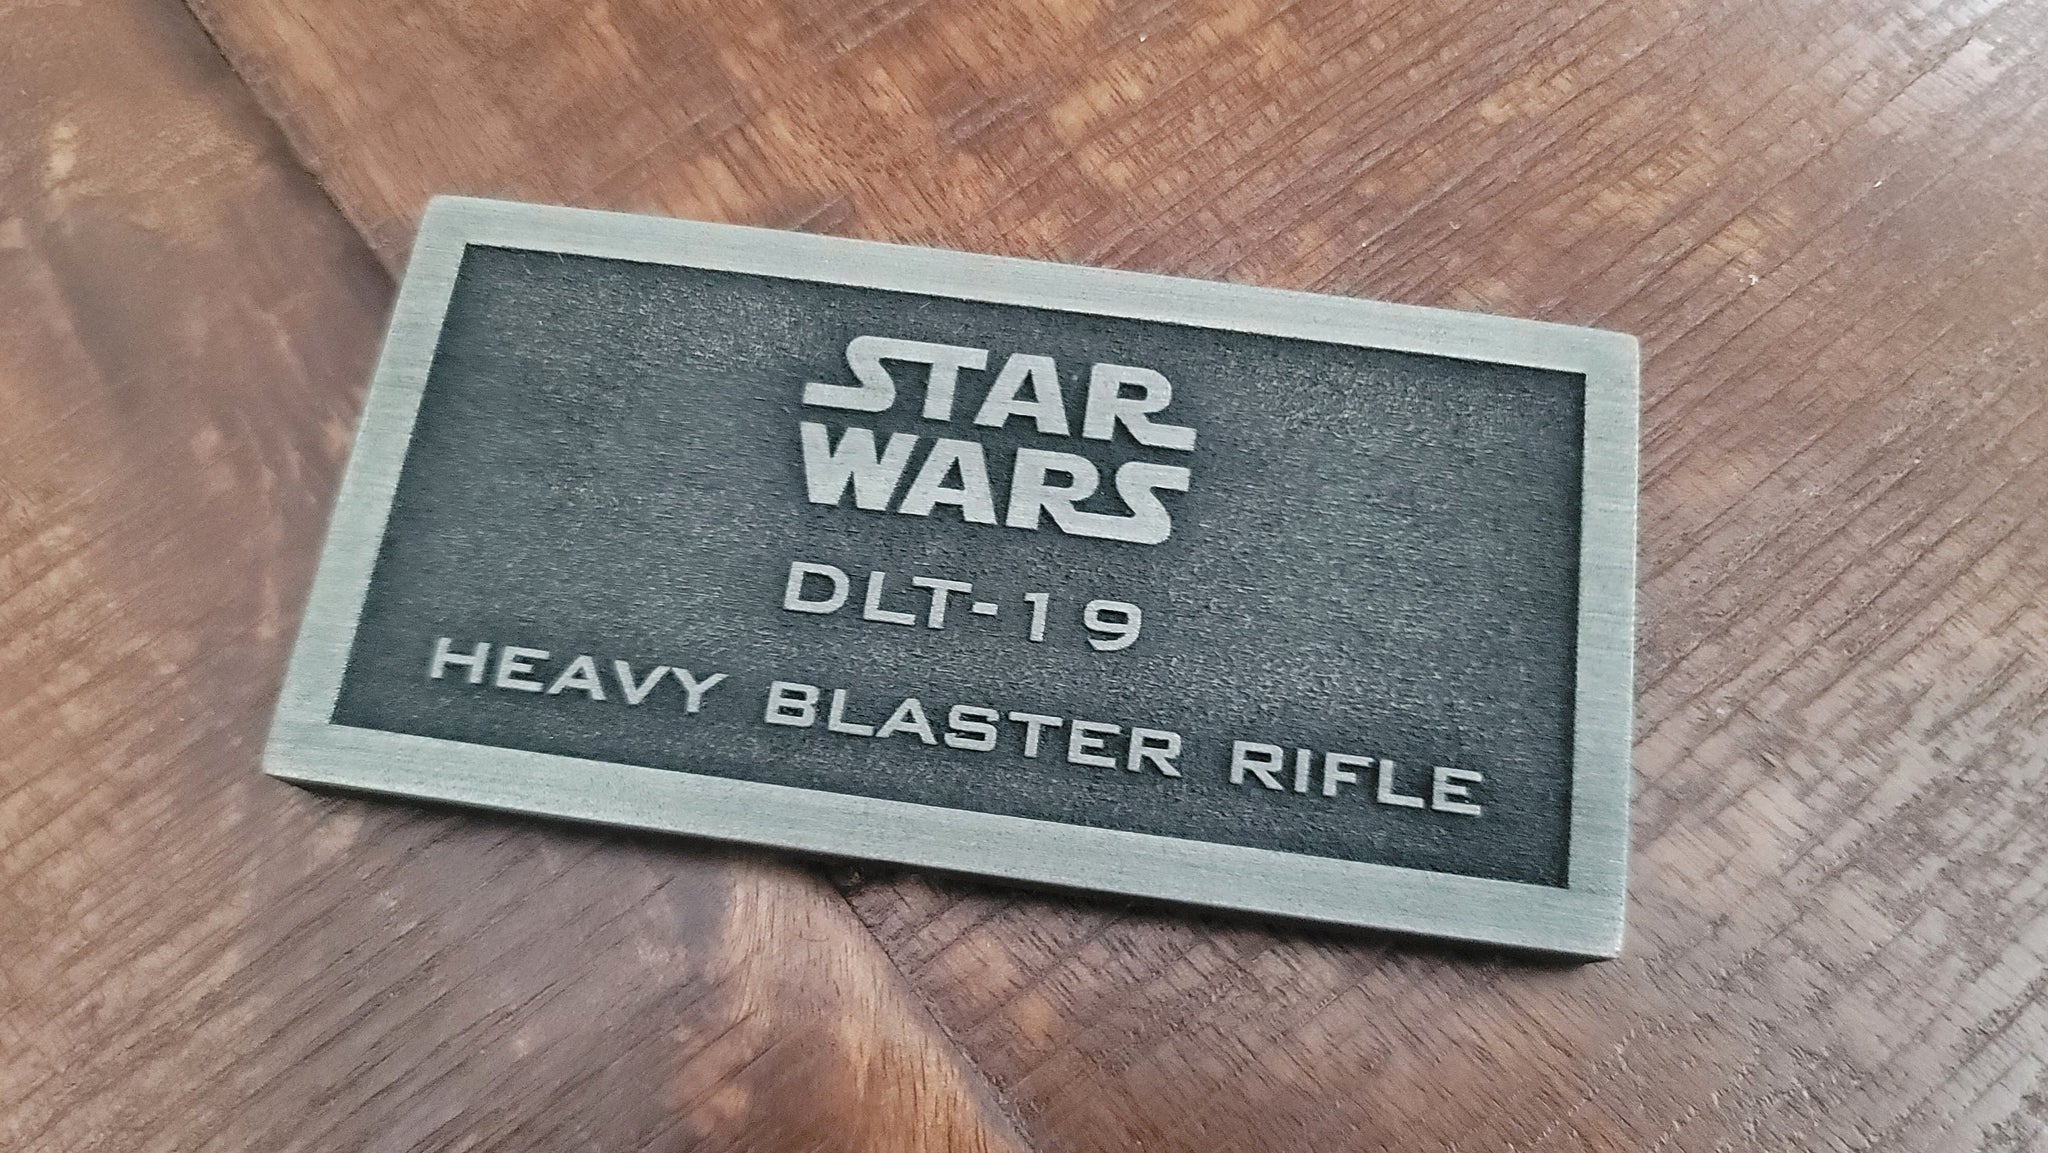 STAR
WARS
DLT-19
HEAVY BLASTER RIFLE